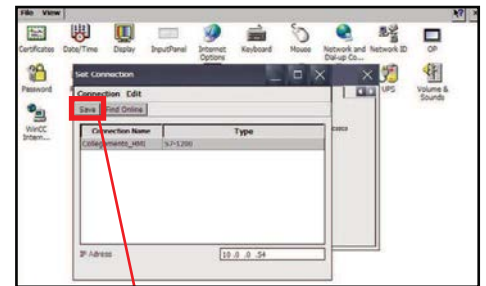 File View ?
Certificates Date/Time Display InputPanel Internet Options Keyboard Mouse Network and Dial-up Co... Network ID OP
Set Connection
Password UPS Volume & Sounds
Connection Edit
Save Find Online
WinCC Intern...
Connection Name Type
Collegamento_HMI S7-1200
IP Adress 10 .0 .0 .54